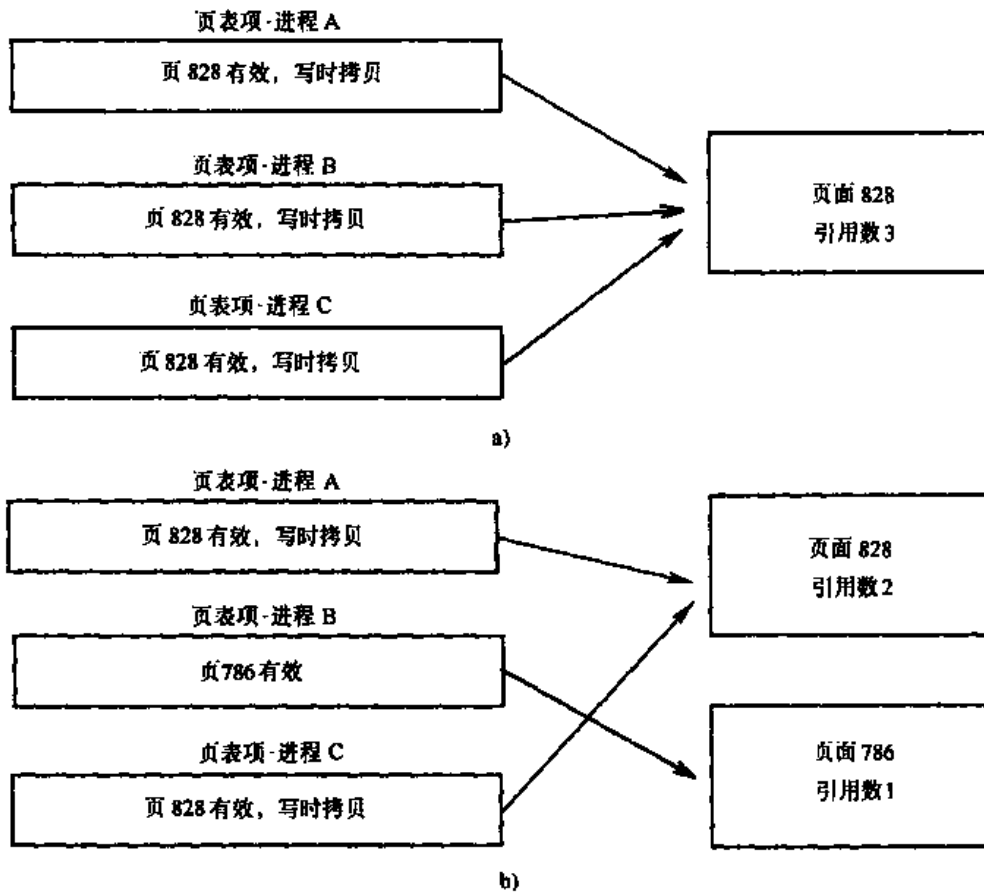 页表项-进程 A
页 828 有效，写时拷贝
页表项-进程 B
页 828 有效，写时拷贝
页面 828
引用数 3
页表项-进程 C
页 828 有效，写时拷贝
a)
页表项-进程 A
页 828 有效，写时拷贝
页面 828
引用数 2
页表项-进程 B
页786 有效
页表项-进程 C
页 828 有效，写时拷贝
页面 786
引用数 1
b)